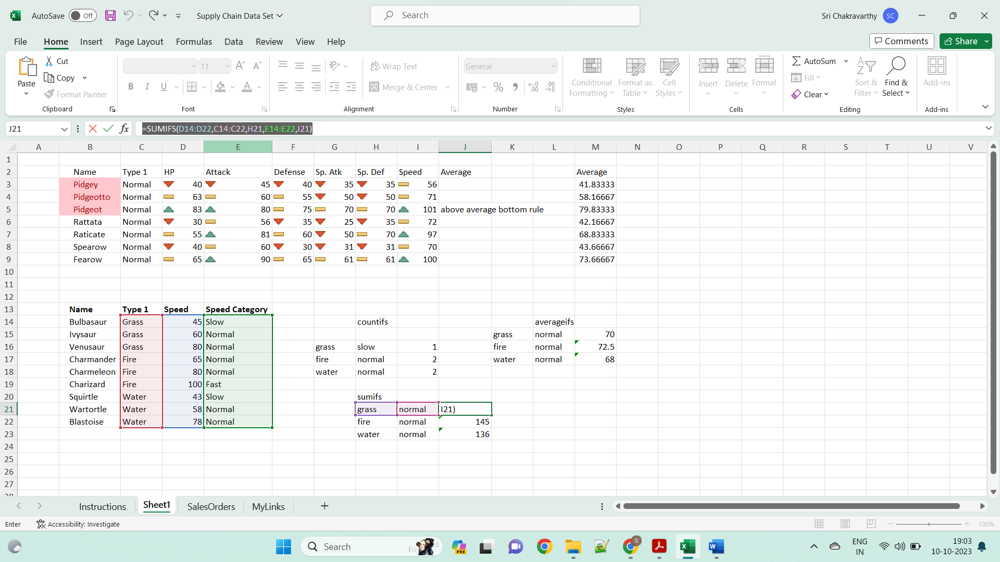 AutoSave Off Supply Chain Data Set Search Sri Chakravarthy SC
File Home Insert Page Layout Formulas Data Review View Help Comments Share
Paste Cut Copy Format Painter Clipboard
11 B I U A Font
ab Wrap Text Merge & Center Alignment
General % Number
Conditional Formatting Format as Table Cell Styles Styles
Insert Delete Format Cells
AutoSum Fill Clear Sort & Filter Find & Select Editing
Add-ins Add-ins
J21 fx =SUMIFS(D14:D22,C14:C22,H21,E14:E22,I21)
A B C D E F G H I J K L M N O P Q R S T U V
1
2 Name Type 1 HP Attack Defense Sp. Atk Sp. Def Speed Average Average
3 Pidgey Normal 40 45 40 35 35 56 41.83333
4 Pidgeotto Normal 63 60 55 50 50 71 58.16667
5 Pidgeot Normal 83 80 75 70 70 101 above average bottom rule 79.83333
6 Rattata Normal 30 56 35 25 35 72 42.16667
7 Raticate Normal 55 81 60 50 70 97 68.83333
8 Spearow Normal 40 60 30 31 31 70 43.66667
9 Fearow Normal 65 90 65 61 61 100 73.66667
10
11
12
13 Name Type 1 Speed Speed Category
14 Bulbasaur Grass 45 Slow countifs averageifs
15 Ivysaur Grass 60 Normal grass normal 70
16 Venusaur Grass 80 Normal grass slow 1 fire normal 72.5
17 Charmander Fire 65 Normal fire normal 2 water normal 68
18 Charmeleon Fire 80 Normal water normal 2
19 Charizard Fire 100 Fast
20 Squirtle Water 43 Slow sumifs
21 Wartortle Water 58 Normal grass normal I21)
22 Blastoise Water 78 Normal fire normal 145
23 water normal 136
24
25
26
27
28
Instructions Sheet1 SalesOrders MyLinks
Enter Accessibility: Investigate 100%
Search PRE S ENG IN 19:03 10-10-2023